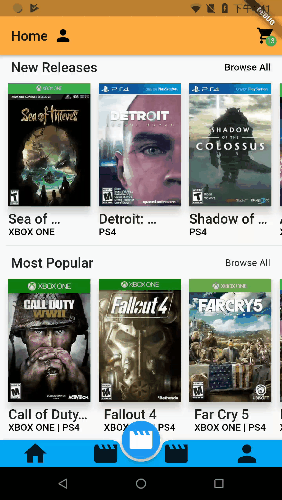 DEBUG
下午
Home
3
New Releases
Browse All
XBOX ONE
Sea of Thieves
PS4
DETROIT
PS4
SHADOW
OF THE
COLOSSUS
Sea of ...
XBOX ONE
Detroit: ...
PS4
Shadow of ...
PS4
Most Popular
Browse All
XBOX ONE
CALL OF DUTY
WWII
ACTIVISION
XBOX ONE
Fallout 4
Bethesda
XBOX ONE
FARCRY5
UBISOFT
Call of Duty...
XBOX ONE | PS4
Fallout 4
XBOX ONE | PS4
Far Cry 5
XBOX ONE | PS4